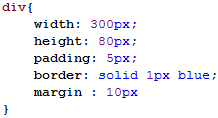 div{
    width: 300px;
    height: 80px;
    padding: 5px;
    border: solid 1px blue;
    margin : 10px
}